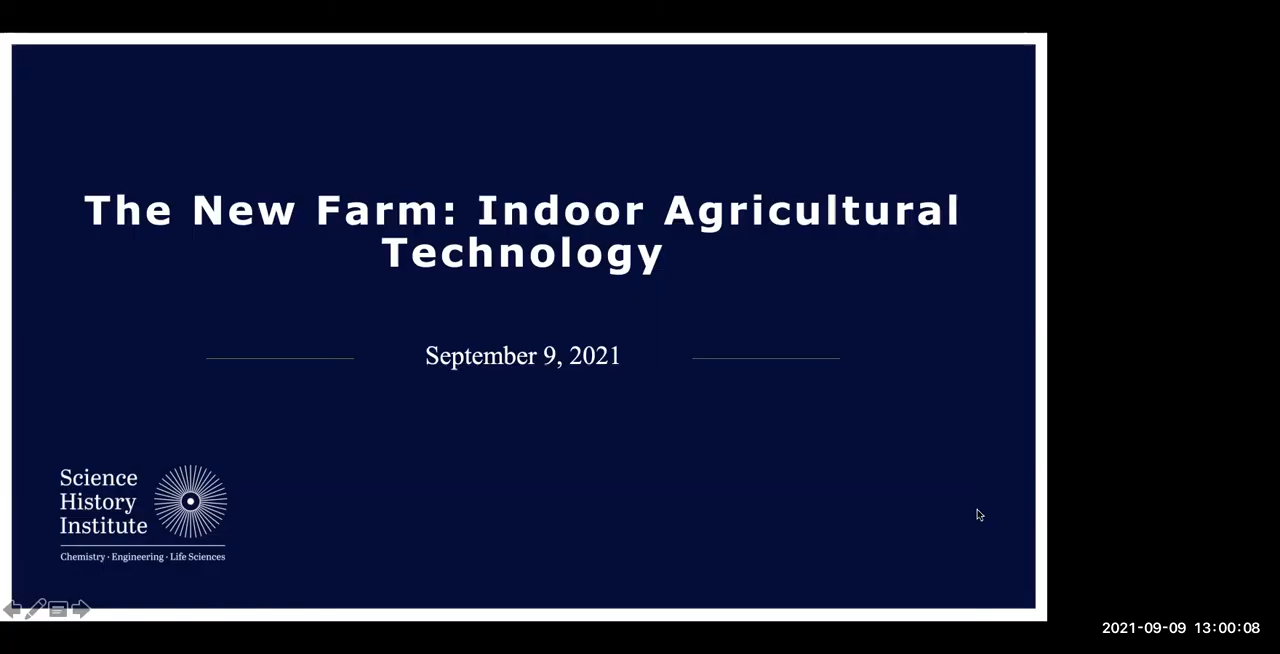 The New Farm: Indoor Agricultural
Technology
September 9, 2021
Science
History
Institute
Chemistry · Engineering · Life Sciences
2021-09-09 13:00:08